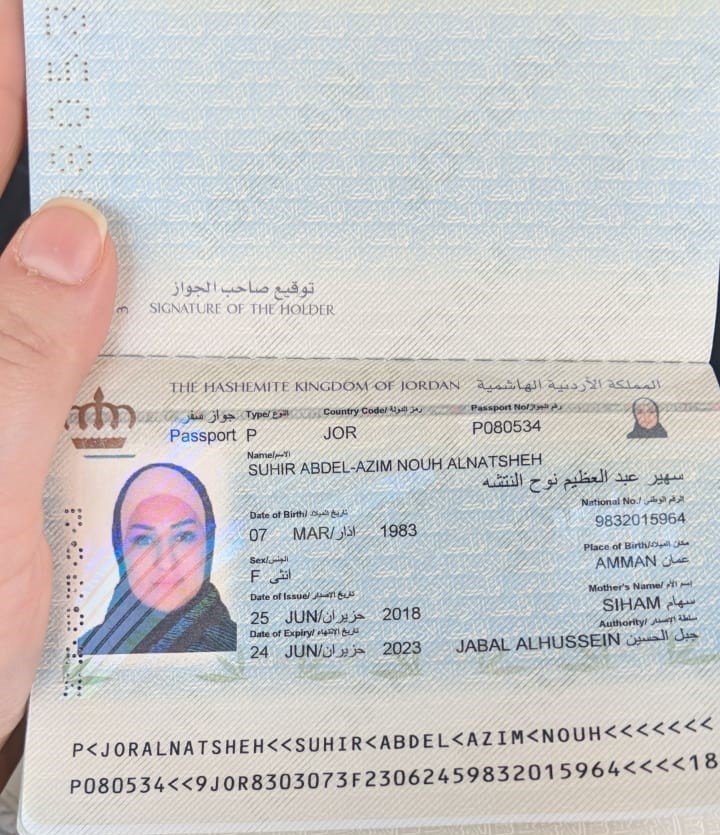 توقيع صاحب الجواز
SIGNATURE OF THE HOLDER
3
THE HASHEMITE KINGDOM OF JORDAN المملكة الأردنية الهاشمية
جواز سفر Type/النوع Country Code/رمز الدولة Passport No/رقم الجواز
Passport P JOR P080534
Name/الاسم
SUHIR ABDEL-AZIM NOUH ALNATSHEH
سهير عبد العظيم نوح النتشه
Date of Birth/تاريخ الميلاد National No./الرقم الوطني
07 MAR/اذار 1983 9832015964
Sex/الجنس Place of Birth/مكان الميلاد
F انثى AMMAN عمان
Date of Issue/تاريخ الاصدار Mother's Name/اسم الأم
25 JUN/حزيران 2018 SIHAM سهام
Date of Expiry/تاريخ الانتهاء Authority/سلطة الاصدار
24 JUN/حزيران 2023 JABAL ALHUSSEIN جبل الحسين
P<JORALNATSHEH<<SUHIR<ABDEL<AZIM<NOUH<<<<<<<
P080534<<9JOR8303073F23062459832015964<<<<18